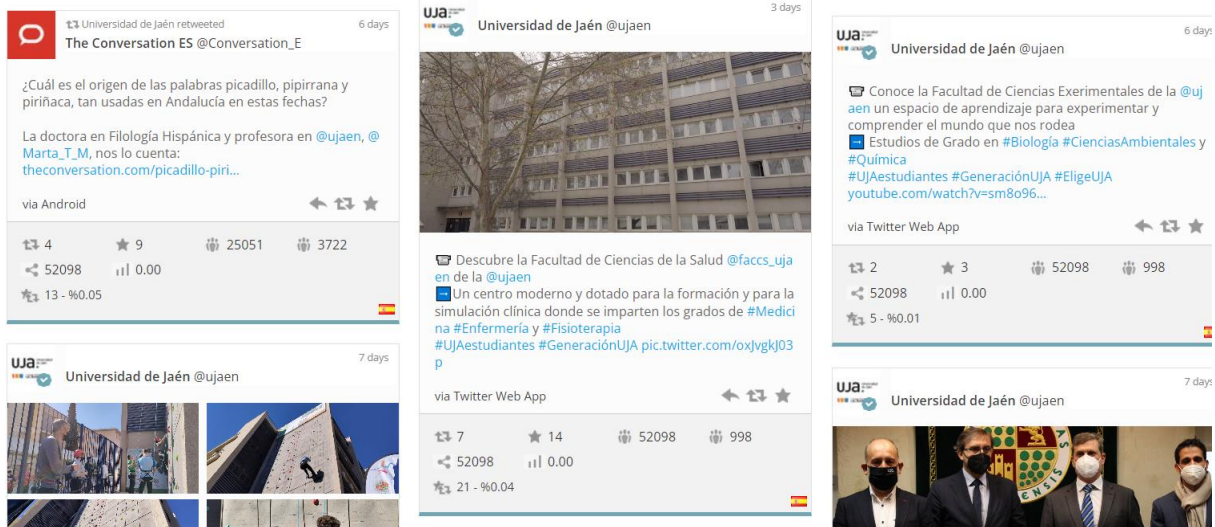 Universidad de Jaén retweeted
6 days
The Conversation ES @Conversation_E
¿Cuál es el origen de las palabras picadillo, pipirrana y
piriñaca, tan usadas en Andalucía en estas fechas?
La doctora en Filología Hispánica y profesora en @ujaen, @
Marta_T_M, nos lo cuenta:
theconversation.com/picadillo-piri...
via Android
4
9
25051
3722
52098
0.00
13 - %0.05
UJA
7 days
Universidad de Jaén @ujaen
UJA
3 days
Universidad de Jaén @ujaen
Descubre la Facultad de Ciencias de la Salud @faccs_uja
en de la @ujaen
Un centro moderno y dotado para la formación y para la
simulación clínica donde se imparten los grados de #Medici
na #Enfermería y #Fisioterapia
#UJAestudiantes #GeneraciónUJA pic.twitter.com/oxJvgkJ03
p
via Twitter Web App
7
14
52098
998
52098
0.00
21 - %0.04
UJA
6 days
Universidad de Jaén @ujaen
Conoce la Facultad de Ciencias Exerimentales de la @uj
aen un espacio de aprendizaje para experimentar y
comprender el mundo que nos rodea
Estudios de Grado en #Biología #CienciasAmbientales y
#Química
#UJAestudiantes #GeneraciónUJA #EligeUJA
youtube.com/watch?v=sm8o96...
via Twitter Web App
2
3
52098
998
52098
0.00
5 - %0.01
UJA
7 days
Universidad de Jaén @ujaen